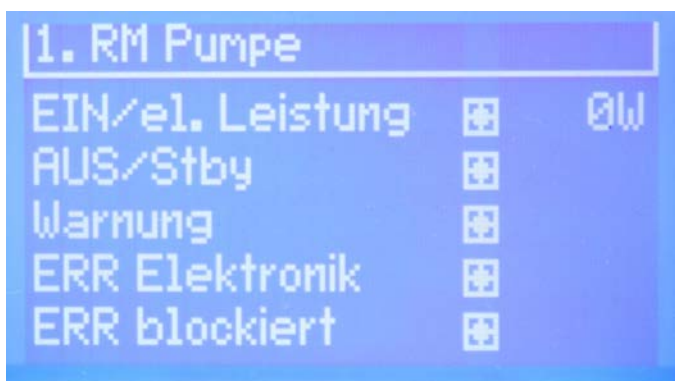 1. RM Pumpe
EIN/el. Leistung 0W
AUS/Stby
Warnung
ERR Elektronik
ERR blockiert